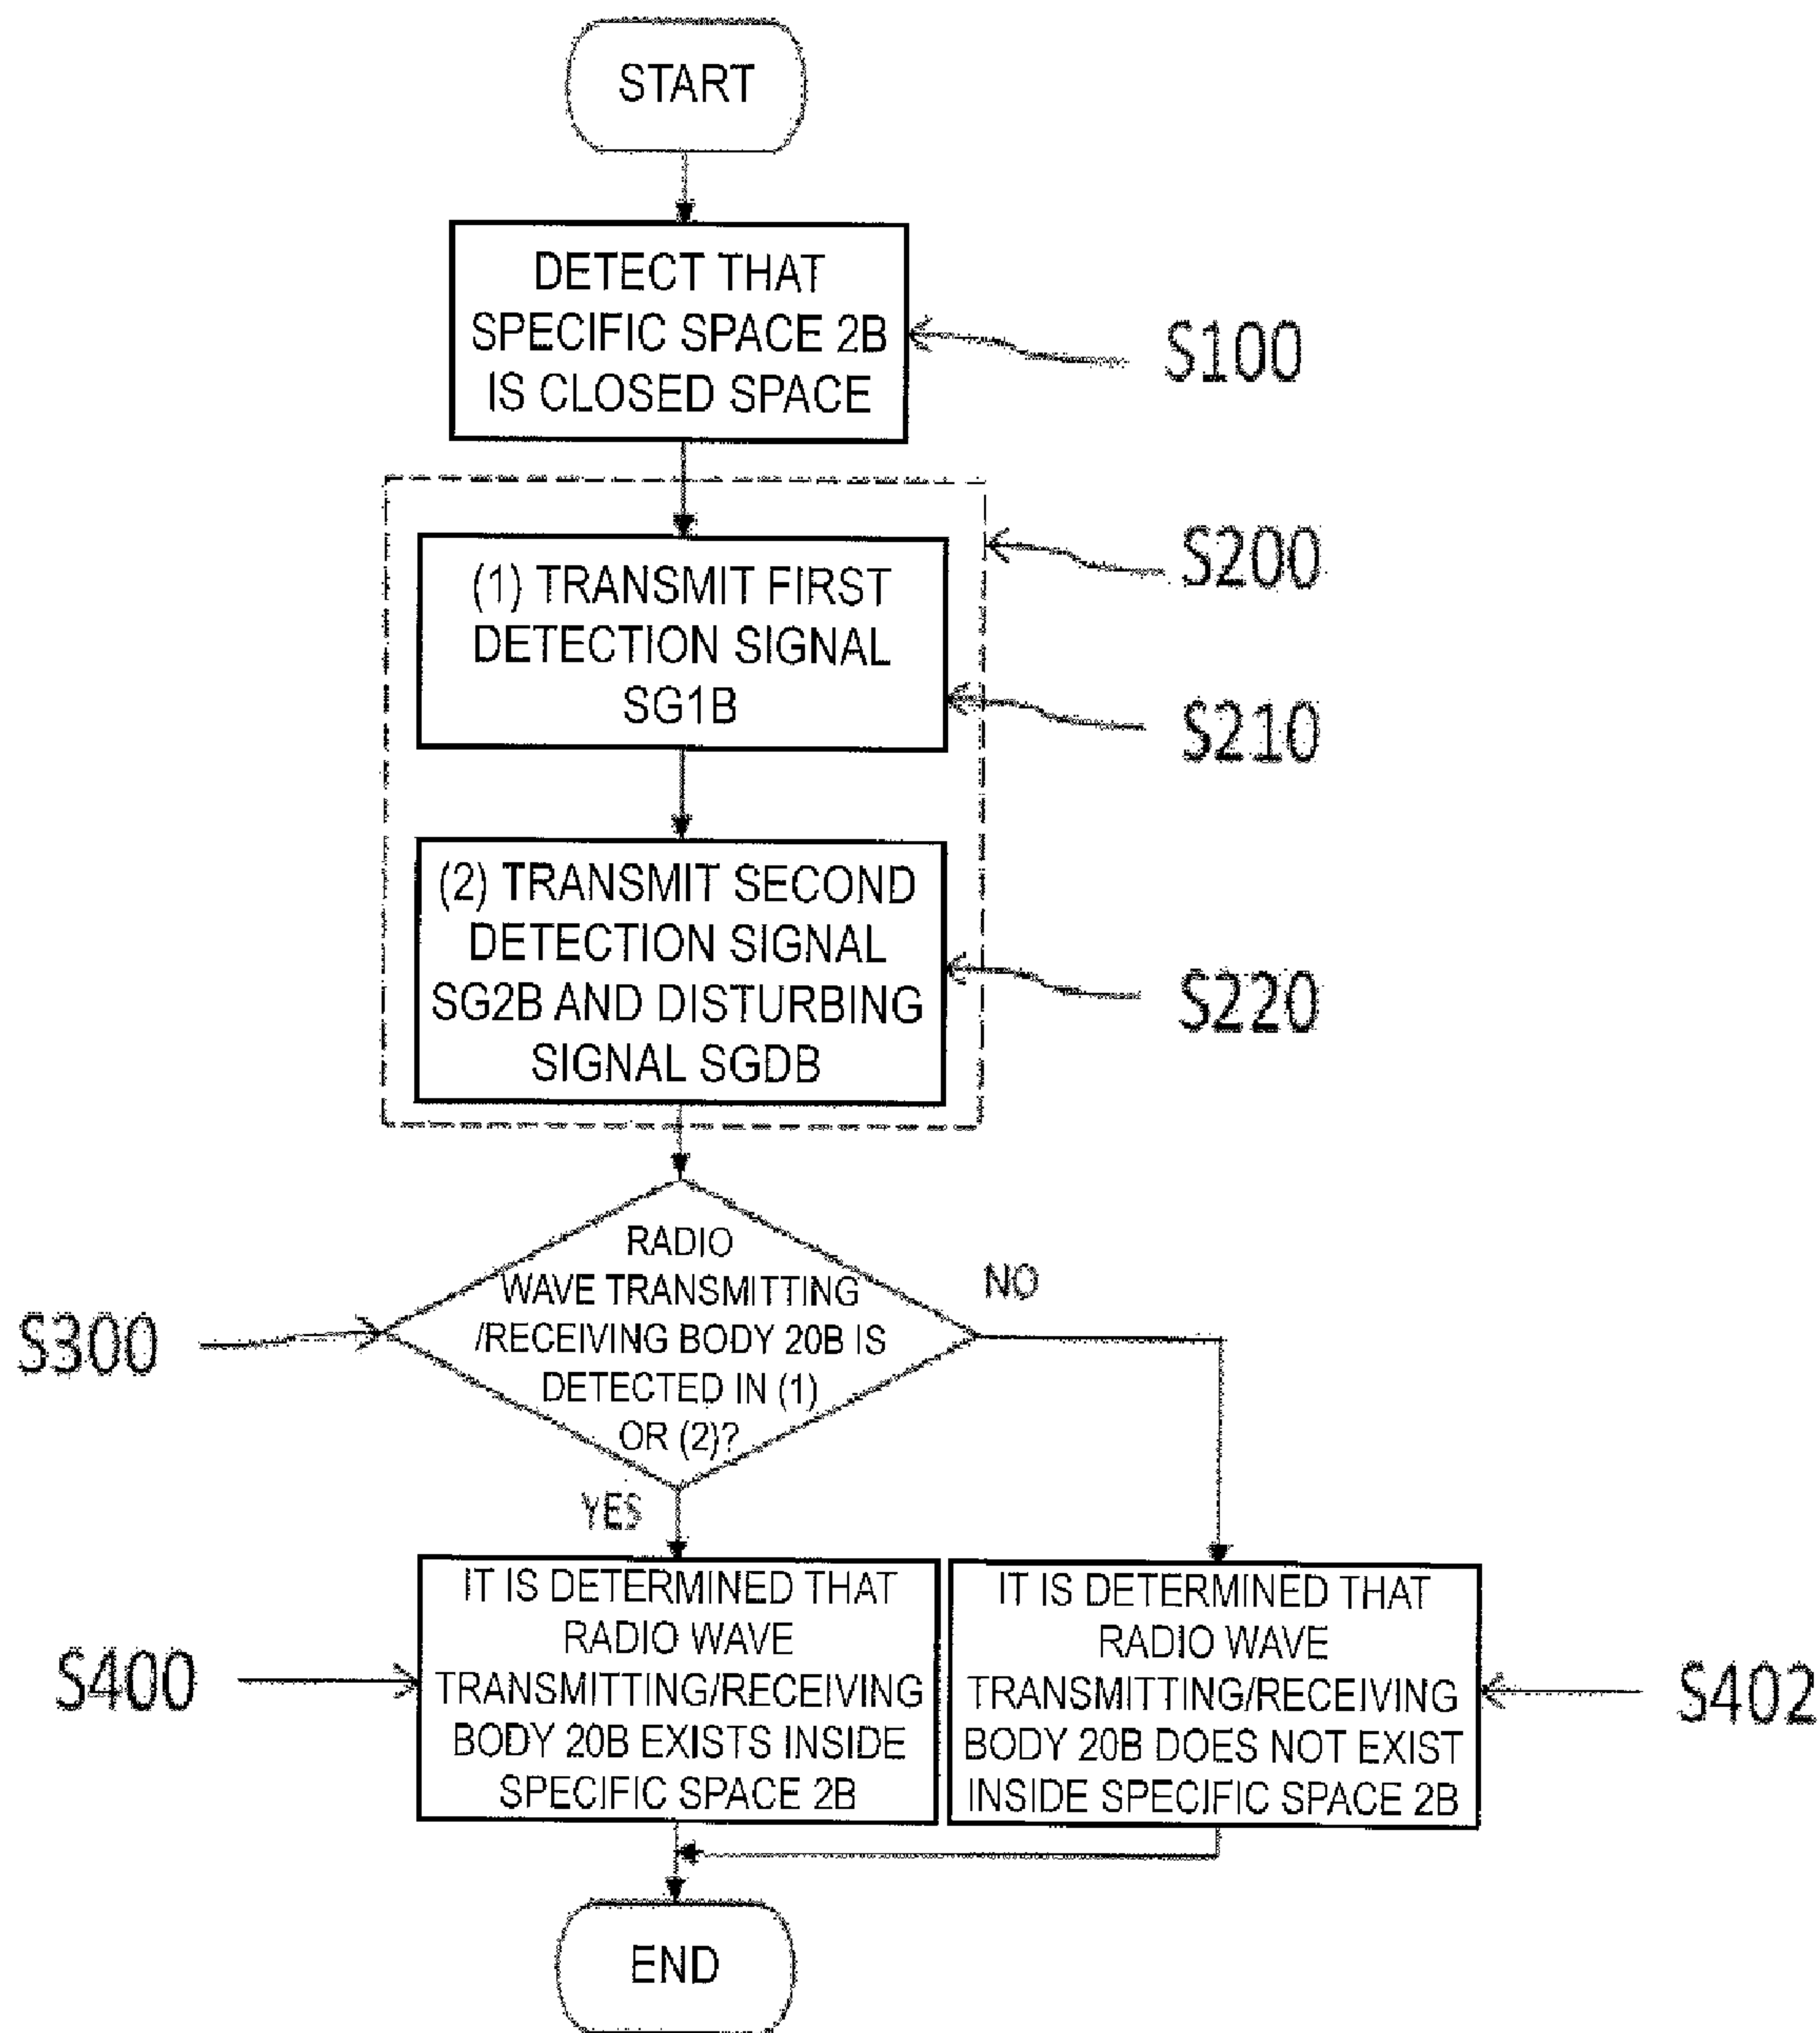 START
DETECT THAT
SPECIFIC SPACE 2B
IS CLOSED SPACE
S100
S200
(1) TRANSMIT FIRST
DETECTION SIGNAL
SG1B
S210
(2) TRANSMIT SECOND
DETECTION SIGNAL
SG2B AND DISTURBING
SIGNAL SGDB
S220
RADIO
WAVE TRANSMITTING
/RECEIVING BODY 20B IS
DETECTED IN (1)
OR (2)?
NO
S300
YES
IT IS DETERMINED THAT
RADIO WAVE
TRANSMITTING/RECEIVING
BODY 20B EXISTS INSIDE
SPECIFIC SPACE 2B
S400
IT IS DETERMINED THAT
RADIO WAVE
TRANSMITTING/RECEIVING
BODY 20B DOES NOT EXIST
INSIDE SPECIFIC SPACE 2B
S402
END